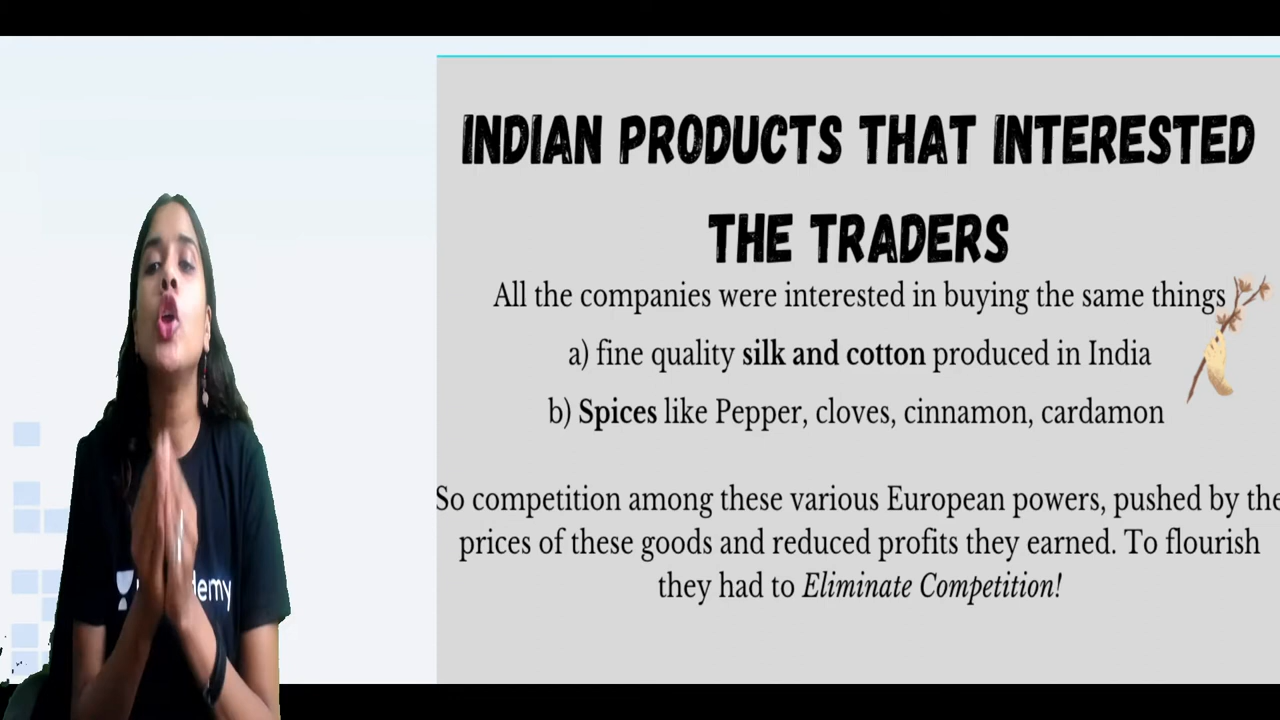 INDIAN PRODUCTS THAT INTERESTED
THE TRADERS
All the companies were interested in buying the same things
a) fine quality silk and cotton produced in India
b) Spices like Pepper, cloves, cinnamon, cardamon
So competition among these various European powers, pushed by the
prices of these goods and reduced profits they earned. To flourish
they had to Eliminate Competition!
demy